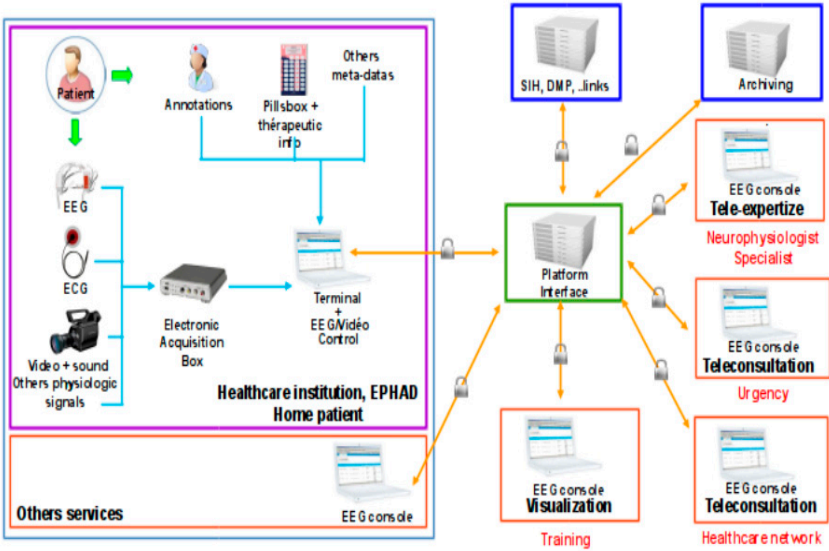 Patient
Annotations
Pillsbox +
thérapeutic
info
Others
meta-datas
EEG
ECG
Video + sound
Others physiologic
signals
Electronic
Acquisition
Box
Terminal
+
EEG/Vidéo
Control
Healthcare institution, EPHAD
Home patient
Others services
EEG console
SIH, DMP, ..links
Archiving
Platform
Interface
EEG console
Tele-expertize
Neurophysiologist
Specialist
EEG console
Teleconsultation
Urgency
EEG console
Visualization
Training
EEG console
Teleconsultation
Healthcare network